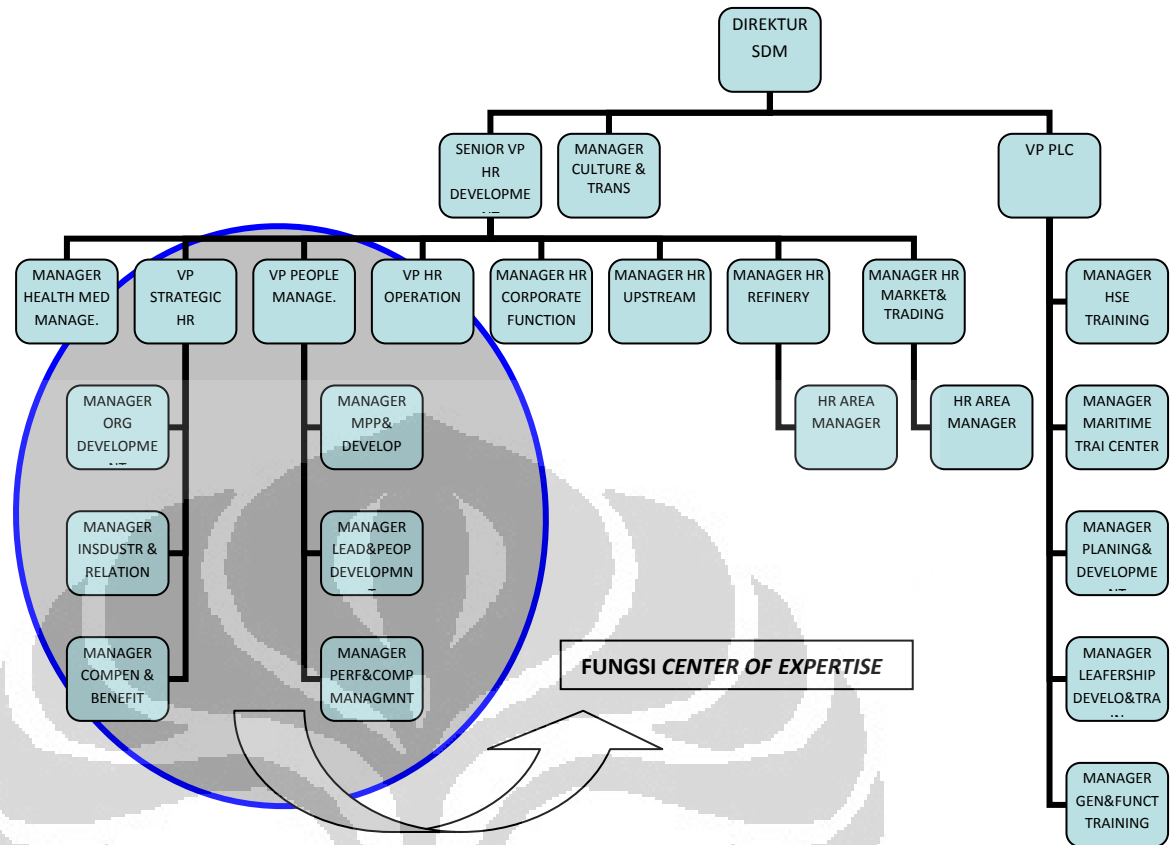 DIREKTUR
SDM
SENIOR VP
HR
DEVELOPME
MANAGER
CULTURE &
TRANS
VP PLC
MANAGER
HEALTH MED
MANAGE.
VP
STRATEGIC
HR
VP PEOPLE
MANAGE.
VP HR
OPERATION
MANAGER HR
CORPORATE
FUNCTION
MANAGER HR
UPSTREAM
MANAGER HR
REFINERY
MANAGER HR
MARKET&
TRADING
MANAGER
HSE
TRAINING
MANAGER
ORG
DEVELOPME
MANAGER
MPP&
DEVELOP
HR AREA
MANAGER
HR AREA
MANAGER
MANAGER
MARITIME
TRAI CENTER
MANAGER
INSDUSTR &
RELATION
MANAGER
LEAD&PEOP
DEVELOPMN
T
MANAGER
PLANING&
DEVELOPME
MANAGER
COMPEN &
BENEFIT
MANAGER
PERF&COMP
MANAGMNT
FUNGSI CENTER OF EXPERTISE
MANAGER
LEAFERSHIP
DEVELO&TRA
MANAGER
GEN&FUNCT
TRAINING